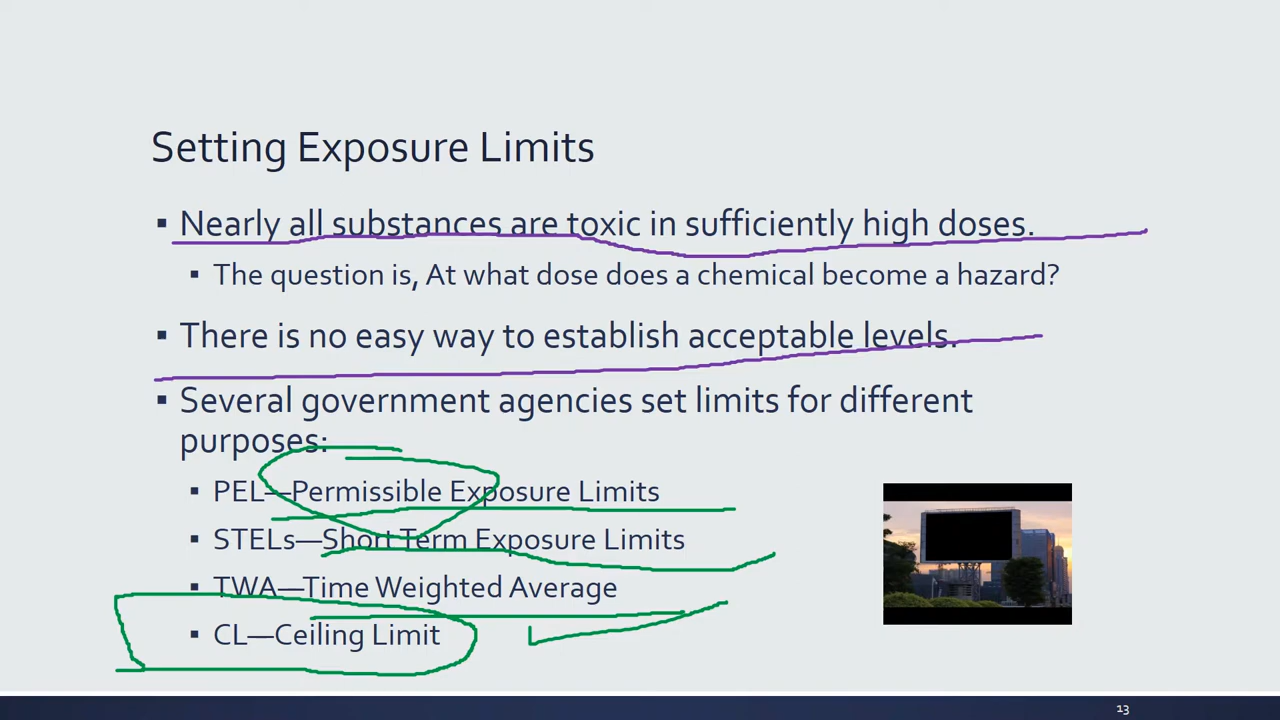 Setting Exposure Limits
▪ Nearly all substances are toxic in sufficiently high doses.
▪ The question is, At what dose does a chemical become a hazard?
▪ There is no easy way to establish acceptable levels.
▪ Several government agencies set limits for different
purposes:
▪ PEL—Permissible Exposure Limits
▪ STELs—Short Term Exposure Limits
▪ TWA—Time Weighted Average
▪ CL—Ceiling Limit
13